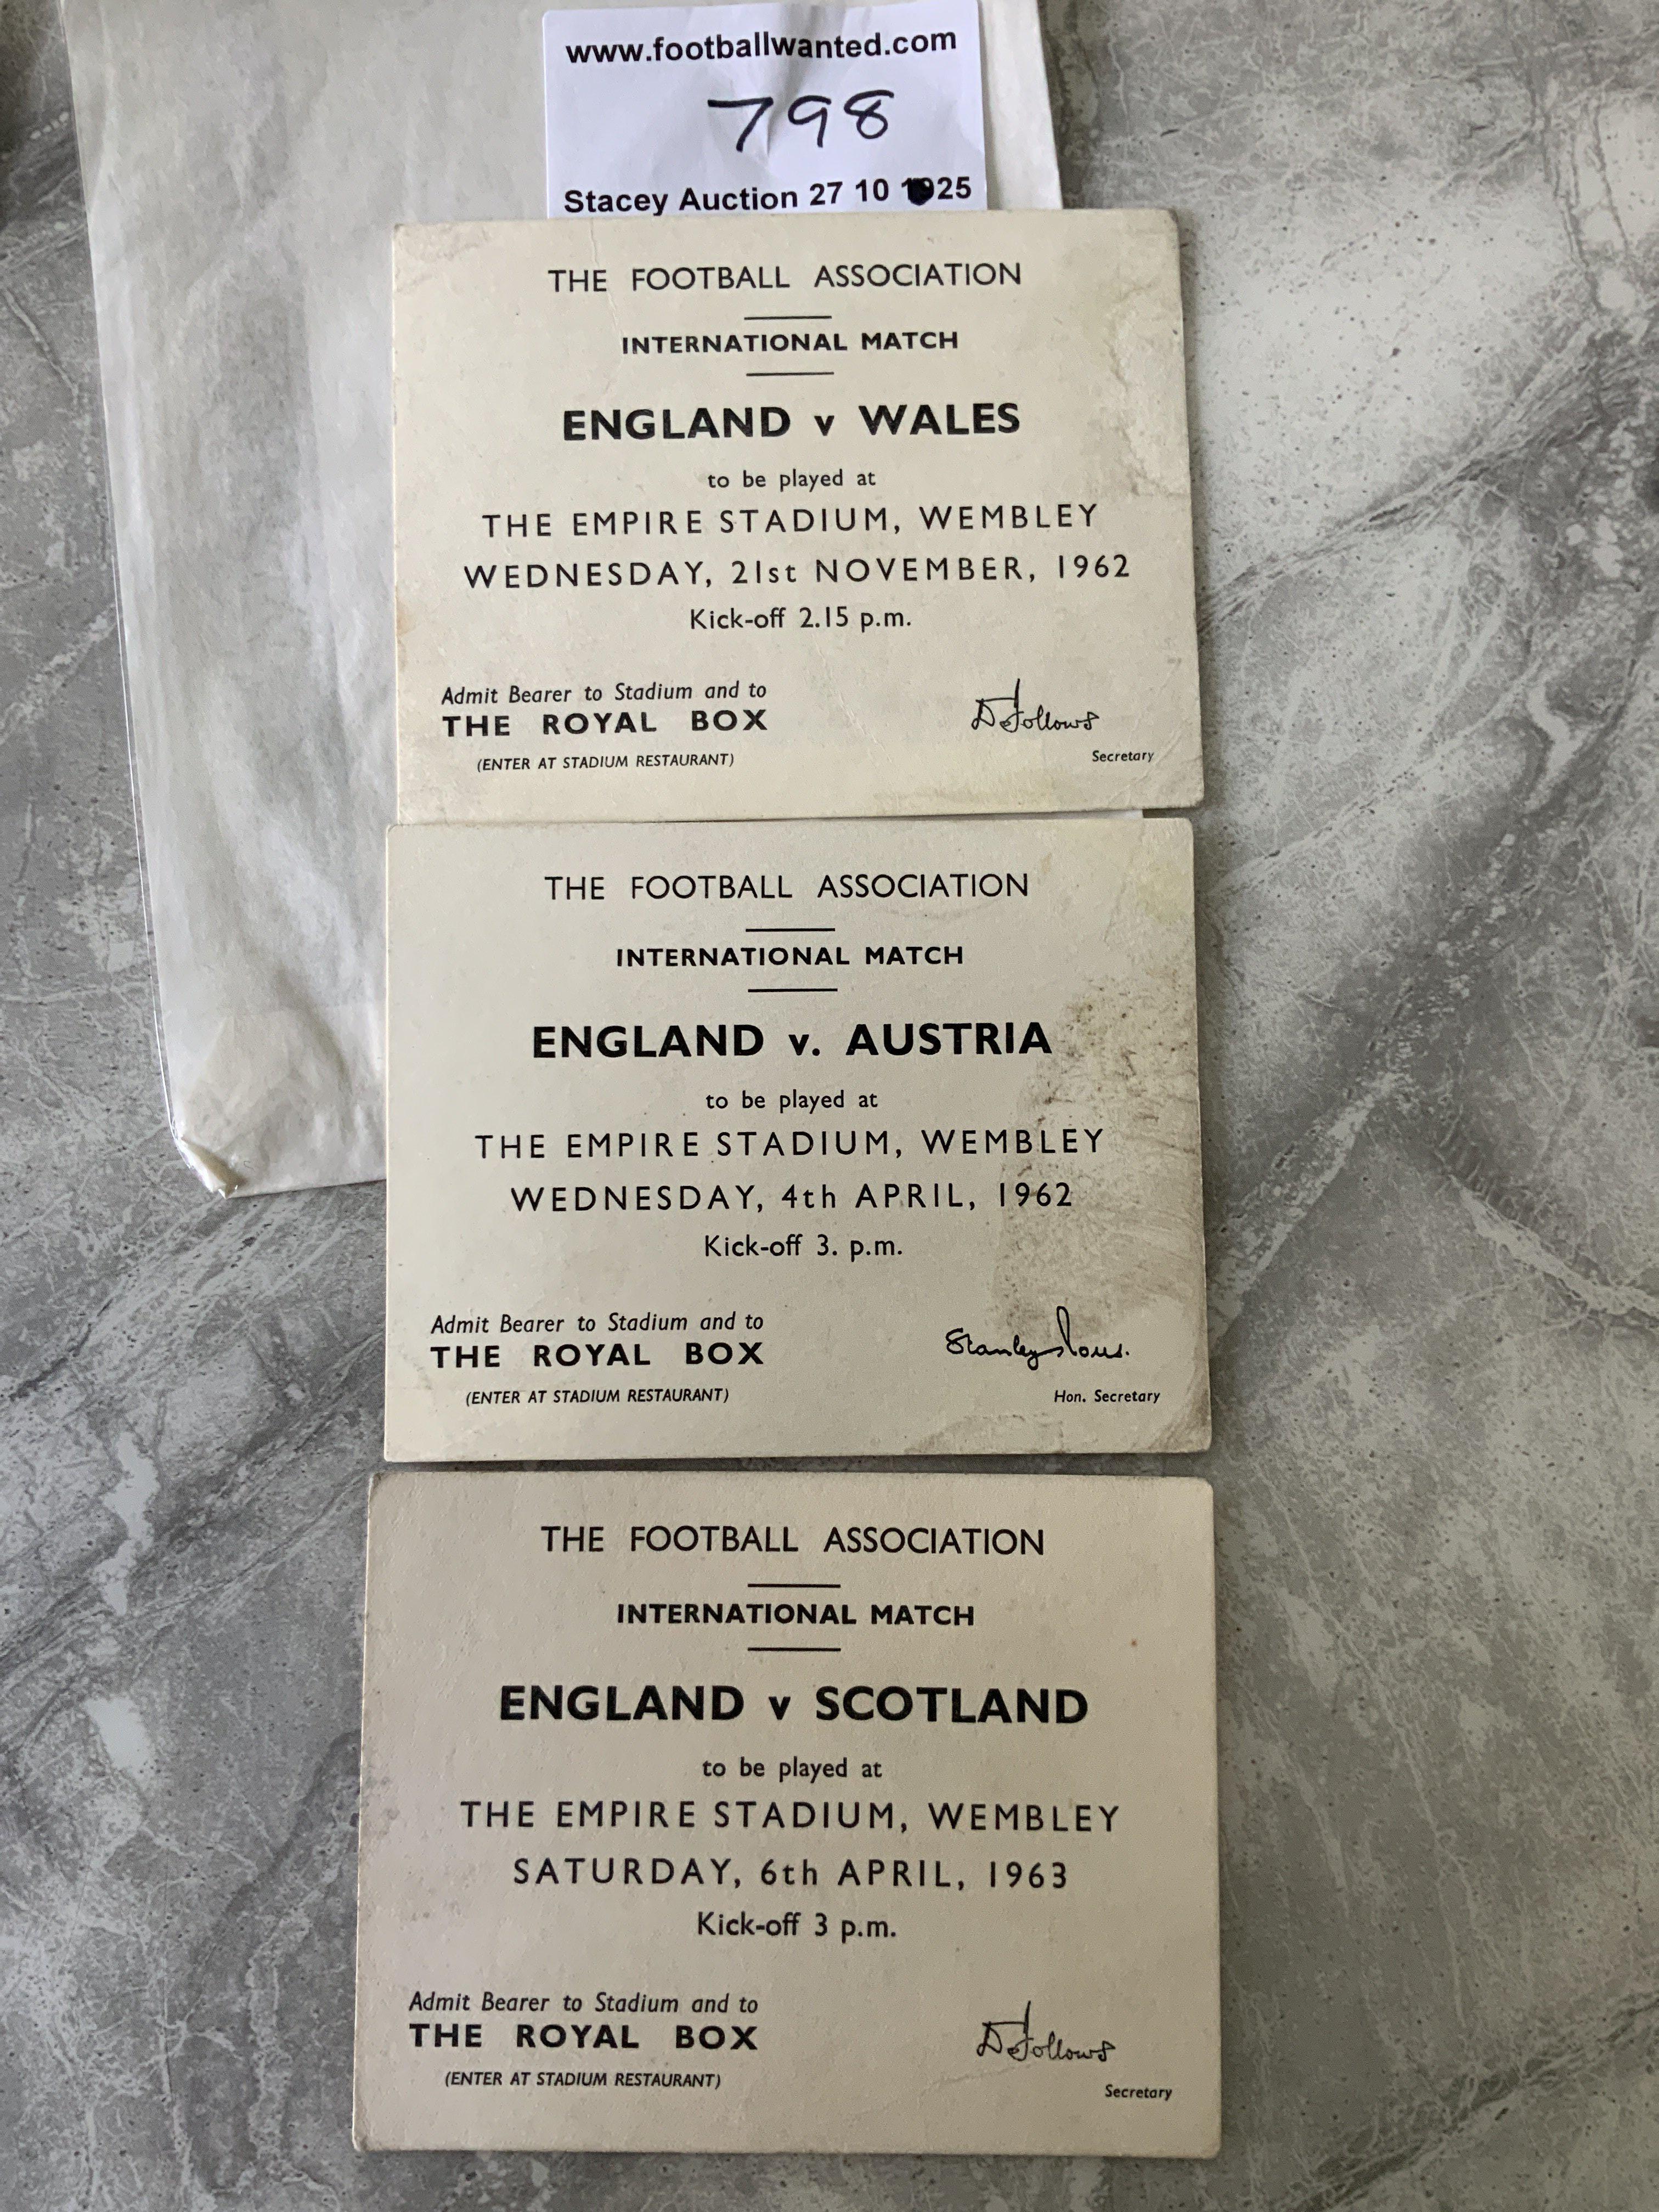 www.footballwanted.com
798
Stacey Auction 27 10 1925
THE FOOTBALL ASSOCIATION
INTERNATIONAL MATCH
ENGLAND v WALES
to be played at
THE EMPIRE STADIUM, WEMBLEY
WEDNESDAY, 21st NOVEMBER, 1962
Kick-off 2.15 p.m.
Admit Bearer to Stadium and to
THE ROYAL BOX
(ENTER AT STADIUM RESTAURANT)
D Follows
Secretary
THE FOOTBALL ASSOCIATION
INTERNATIONAL MATCH
ENGLAND v. AUSTRIA
to be played at
THE EMPIRE STADIUM, WEMBLEY
WEDNESDAY, 4th APRIL, 1962
Kick-off 3. p.m.
Admit Bearer to Stadium and to
THE ROYAL BOX
(ENTER AT STADIUM RESTAURANT)
Stanley Rous.
Hon. Secretary
THE FOOTBALL ASSOCIATION
INTERNATIONAL MATCH
ENGLAND v SCOTLAND
to be played at
THE EMPIRE STADIUM, WEMBLEY
SATURDAY, 6th APRIL, 1963
Kick-off 3 p.m.
Admit Bearer to Stadium and to
THE ROYAL BOX
(ENTER AT STADIUM RESTAURANT)
D Follows
Secretary